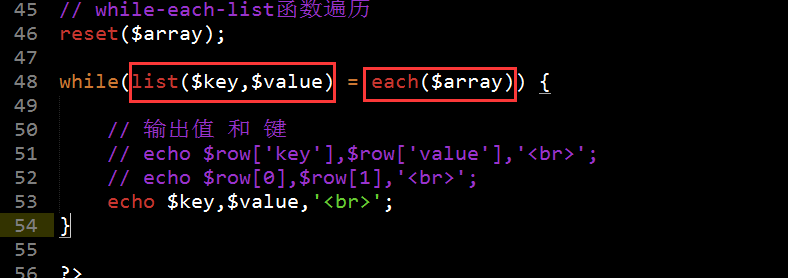 45 // while-each-list函数遍历
46 reset($array);
47
48 while(list($key,$value) = each($array)) {
49
50 // 输出值 和 键
51 // echo $row['key'],$row['value'],'<br>';
52 // echo $row[0],$row[1],'<br>';
53 echo $key,$value,'<br>';
54 }
55
56 ?>